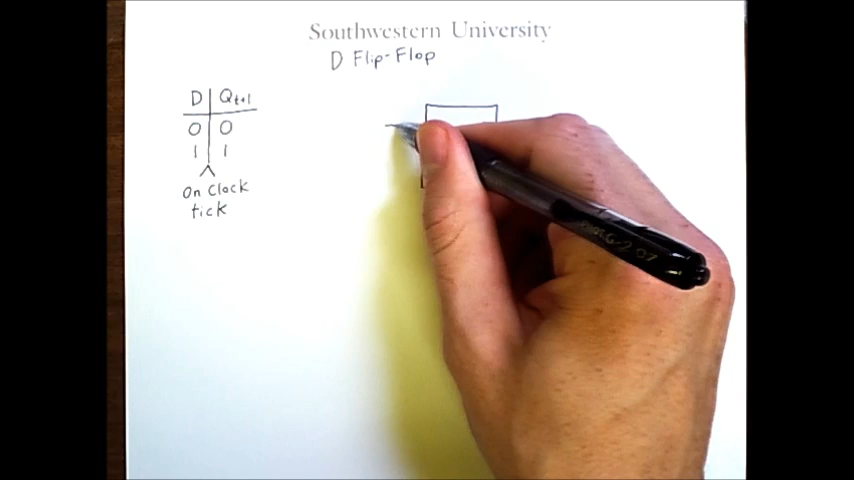 Southwestern University
D Flip-Flop
D Qt+1
0 0
1 1
on clock
tick